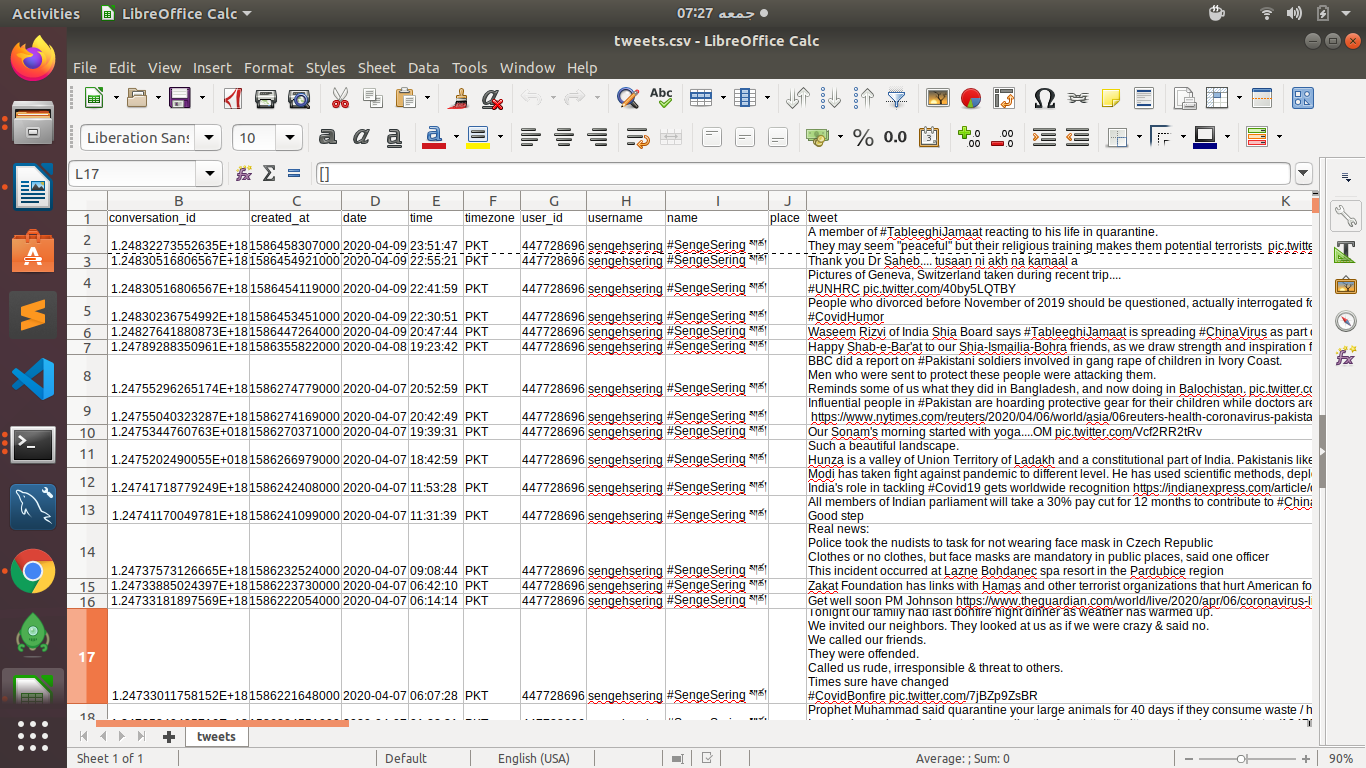 Activities LibreOffice Calc جمعه 07:27
tweets.csv - LibreOffice Calc
File Edit View Insert Format Styles Sheet Data Tools Window Help
Liberation Sans 10
L17 []
B C D E F G H I J K
1 conversation_id created_at date time timezone user_id username name place tweet
A member of #TableeghiJamaat reacting to his life in quarantine.
2 1.24832273552635E+18 1586458307000 2020-04-09 23:51:47 PKT 447728696 sengehsering #SengeSering They may seem "peaceful" but their religious training makes them potential terrorists pic.twitte
3 1.24830516806567E+18 1586454921000 2020-04-09 22:55:21 PKT 447728696 sengehsering #SengeSering Thank you Dr Saheb.... tusaan ni akh na kamaal a
Pictures of Geneva, Switzerland taken during recent trip....
4 1.24830516806567E+18 1586454119000 2020-04-09 22:41:59 PKT 447728696 sengehsering #SengeSering #UNHRC pic.twitter.com/40by5LQTBY
People who divorced before November of 2019 should be questioned, actually interrogated fo
5 1.24830236754992E+18 1586453451000 2020-04-09 22:30:51 PKT 447728696 sengehsering #SengeSering #CovidHumor
6 1.24827641880873E+18 1586447264000 2020-04-09 20:47:44 PKT 447728696 sengehsering #SengeSering Waseem Rizvi of India Shia Board says #TableeghiJamaat is spreading #ChinaVirus as part o
7 1.24789288350961E+18 1586355822000 2020-04-08 19:23:42 PKT 447728696 sengehsering #SengeSering Happy Shab-e-Bar'at to our Shia-Ismailia-Bohra friends, as we draw strength and inspiration f
BBC did a report on #Pakistani soldiers involved in gang rape of children in Ivory Coast.
Men who were sent to protect these people were attacking them.
8 1.24755296265174E+18 1586274779000 2020-04-07 20:52:59 PKT 447728696 sengehsering #SengeSering Reminds some of us what they did in Bangladesh, and now doing in Balochistan. pic.twitter.co
Influential people in #Pakistan are hoarding protective gear for their children while doctors are
9 1.24755040323287E+18 1586274169000 2020-04-07 20:42:49 PKT 447728696 sengehsering #SengeSering https://www.nytimes.com/reuters/2020/04/06/world/asia/06reuters-health-coronavirus-pakista
10 1.2475344760763E+018 1586270371000 2020-04-07 19:39:31 PKT 447728696 sengehsering #SengeSering Our Sonam's morning started with yoga....OM pic.twitter.com/Vcf2RR2tRv
Such a beautiful landscape.
11 1.2475202490055E+018 1586266979000 2020-04-07 18:42:59 PKT 447728696 sengehsering #SengeSering Hunza is a valley of Union Territory of Ladakh and a constitutional part of India. Pakistanis like
Modi has taken fight against pandemic to different level. He has used scientific methods, depl
12 1.24741718779249E+18 1586242408000 2020-04-07 11:53:28 PKT 447728696 sengehsering #SengeSering India's role in tackling #Covid19 gets worldwide recognition https://indianexpress.com/article/
All members of Indian parliament will take a 30% pay cut for 12 months to contribute to #China
13 1.24741170049781E+18 1586241099000 2020-04-07 11:31:39 PKT 447728696 sengehsering #SengeSering Good step
Real news:
Police took the nudists to task for not wearing face mask in Czech Republic
Clothes or no clothes, but face masks are mandatory in public places, said one officer
14 1.24737573126665E+18 1586232524000 2020-04-07 09:08:44 PKT 447728696 sengehsering #SengeSering This incident occurred at Lazne Bohdanec spa resort in the Pardubice region
15 1.24733885024397E+18 1586223730000 2020-04-07 06:42:10 PKT 447728696 sengehsering #SengeSering Zakat Foundation has links with Hamas and other terrorist organizations that hurt American fo
16 1.24733181897569E+18 1586222054000 2020-04-07 06:14:14 PKT 447728696 sengehsering #SengeSering Get well soon PM Johnson https://www.theguardian.com/world/live/2020/apr/06/coronavirus-l
Tonight our family had last bonfire night dinner as weather has warmed up.
We invited our neighbors. They looked at us as if we were crazy & said no.
We called our friends.
They were offended.
Called us rude, irresponsible & threat to others.
Times sure have changed
17 1.24733011758152E+18 1586221648000 2020-04-07 06:07:28 PKT 447728696 sengehsering #SengeSering #CovidBonfire pic.twitter.com/7jBZp9ZsBR
18 Prophet Muhammad said quarantine your large animals for 40 days if they consume waste / h
tweets
Sheet 1 of 1 Default English (USA) Average: ; Sum: 0 90%